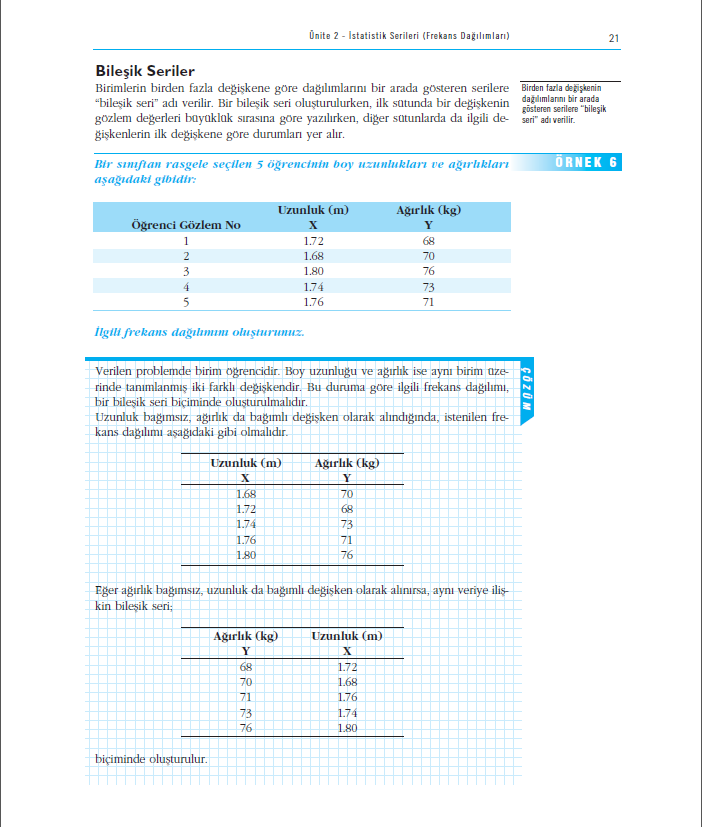 Ünite 2 - İstatistik Serileri (Frekans Dağılımları)
21
Bileşik Seriler
Birimlerin birden fazla değişkene göre dağılımlarını bir arada gösteren serilere
“bileşik seri” adı verilir. Bir bileşik seri oluşturulurken, ilk sütunda bir değişkenin
gözlem değerleri büyüklük sırasına göre yazılırken, diğer sütunlarda da ilgili de-
ğişkenlerin ilk değişkene göre durumları yer alır.
Birden fazla değişkenin
dağılımlarını bir arada
gösteren serilere “bileşik
seri” adı verilir.
Bir sınıftan rasgele seçilen 5 öğrencinin boy uzunlukları ve ağırlıkları
aşağıdaki gibidir:
ÖRNEK 6
Uzunluk (m) Ağırlık (kg)
Öğrenci Gözlem No X Y
1 1.72 68
2 1.68 70
3 1.80 76
4 1.74 73
5 1.76 71
İlgili frekans dağılımını oluşturunuz.
ÇÖZÜM
Verilen problemde birim öğrencidir. Boy uzunluğu ve ağırlık ise aynı birim üze-
rinde tanımlanmış iki farklı değişkendir. Bu duruma göre ilgili frekans dağılımı,
bir bileşik seri biçiminde oluşturulmalıdır.
Uzunluk bağımsız, ağırlık da bağımlı değişken olarak alındığında, istenilen fre-
kans dağılımı aşağıdaki gibi olmalıdır.
Uzunluk (m) Ağırlık (kg)
X Y
1.68 70
1.72 68
1.74 73
1.76 71
1.80 76
Eğer ağırlık bağımsız, uzunluk da bağımlı değişken olarak alınırsa, aynı veriye iliş-
kin bileşik seri;
Ağırlık (kg) Uzunluk (m)
Y X
68 1.72
70 1.68
71 1.76
73 1.74
76 1.80
biçiminde oluşturulur.